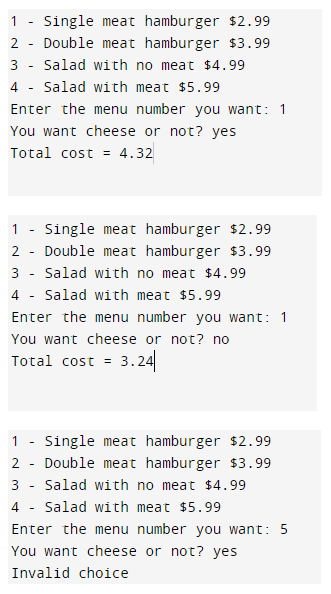 1 - Single meat hamburger $2.99
2 - Double meat hamburger $3.99
3 - Salad with no meat $4.99
4 - Salad with meat $5.99
Enter the menu number you want: 1
You want cheese or not? yes
Total cost = 4.32
1 - Single meat hamburger $2.99
2 - Double meat hamburger $3.99
3 - Salad with no meat $4.99
4 - Salad with meat $5.99
Enter the menu number you want: 1
You want cheese or not? no
Total cost = 3.24
1 - Single meat hamburger $2.99
2 - Double meat hamburger $3.99
3 - Salad with no meat $4.99
4 - Salad with meat $5.99
Enter the menu number you want: 5
You want cheese or not? yes
Invalid choice